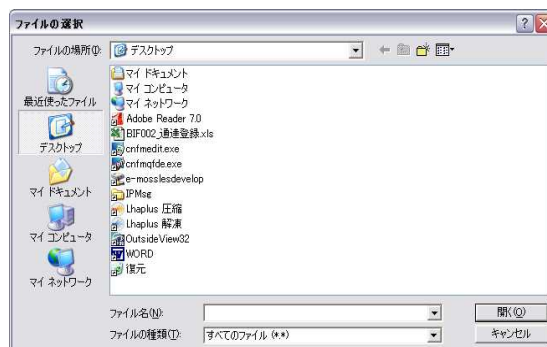 ファイルの選択
ファイルの場所(I):
デスクトップ
最近使ったファイル
デスクトップ
マイ ドキュメント
マイ コンピュータ
マイ ネットワーク
マイ ドキュメント
マイ コンピュータ
マイ ネットワーク
Adobe Reader 7.0
BIF002_通達登録.xls
cnfmedit.exe
cnfmqfde.exe
e-mosslesdevelop
IPMsg
Lhaplus 圧縮
Lhaplus 解凍
OutsideView32
WORD
復元
ファイル名(N):
開く(O)
ファイルの種類(T):
すべてのファイル (*.*)
キャンセル